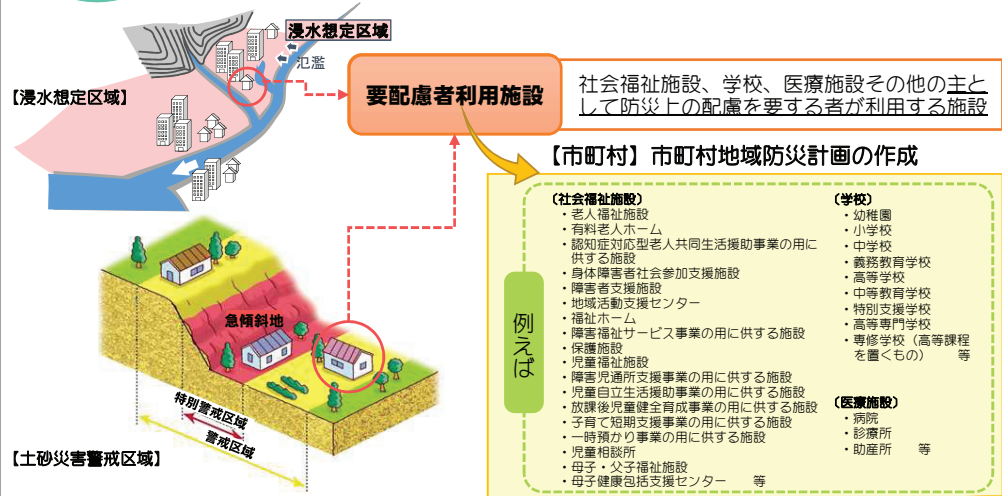 浸水想定区域
氾濫
【浸水想定区域】
要配慮者利用施設
社会福祉施設、学校、医療施設その他の主と
して防災上の配慮を要する者が利用する施設
【市町村】市町村地域防災計画の作成
例えば
（社会福祉施設）
・老人福祉施設
・有料老人ホーム
・認知症対応型老人共同生活援助事業の用に
供する施設
・身体障害者社会参加支援施設
・障害者支援施設
・地域活動支援センター
・福祉ホーム
・障害福祉サービス事業の用に供する施設
・保護施設
・児童福祉施設
・障害児通所支援事業の用に供する施設
・児童自立生活援助事業の用に供する施設
・放課後児童健全育成事業の用に供する施設
・子育て短期支援事業の用に供する施設
・一時預かり事業の用に供する施設
・児童相談所
・母子・父子福祉施設
・母子健康包括支援センター　等
（学校）
・幼稚園
・小学校
・中学校
・義務教育学校
・高等学校
・中等教育学校
・特別支援学校
・高等専門学校
・専修学校（高等課程
を置くもの）　等
（医療施設）
・病院
・診療所
・助産所　等
急傾斜地
特別警戒区域
警戒区域
【土砂災害警戒区域】